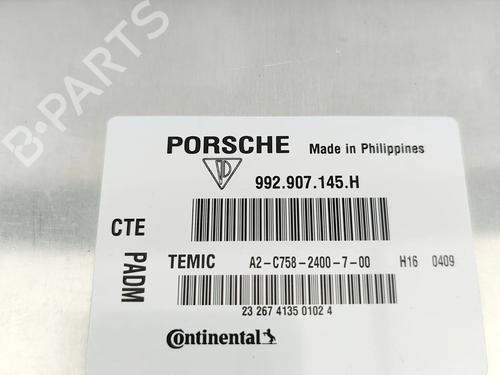 B-PARTS
PORSCHE Made in Philippines
992.907.145.H
CTE
PADM
TEMIC A2-C758-2400-7-00 H16 0409
23 267 4135 0102 4
Continental